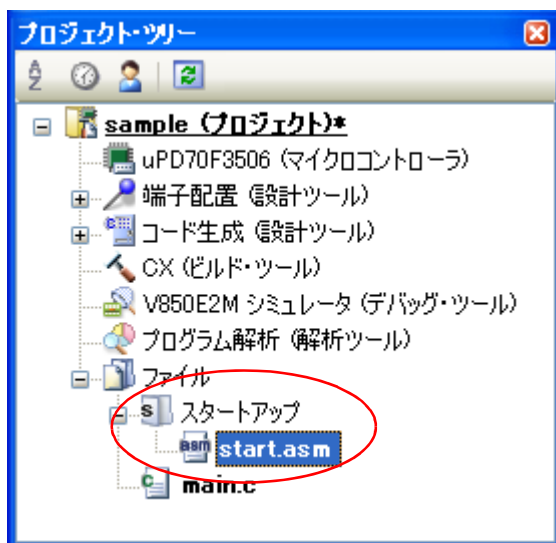 プロジェクト・ツリー
sample (プロジェクト)*
uPD70F3506 (マイクロコントローラ)
端子配置 (設計ツール)
コード生成 (設計ツール)
CX (ビルド・ツール)
V850E2M シミュレータ (デバッグ・ツール)
プログラム解析 (解析ツール)
ファイル
スタートアップ
start.asm
main.c